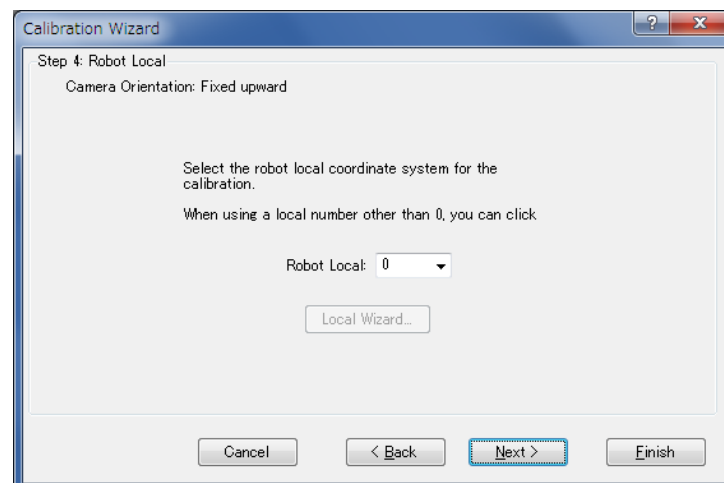 Calibration Wizard
?
Step 4: Robot Local
Camera Orientation: Fixed upward
Select the robot local coordinate system for the
calibration.
When using a local number other than 0, you can click
Robot Local: 0
Local Wizard...
Cancel
< Back
Next >
Finish